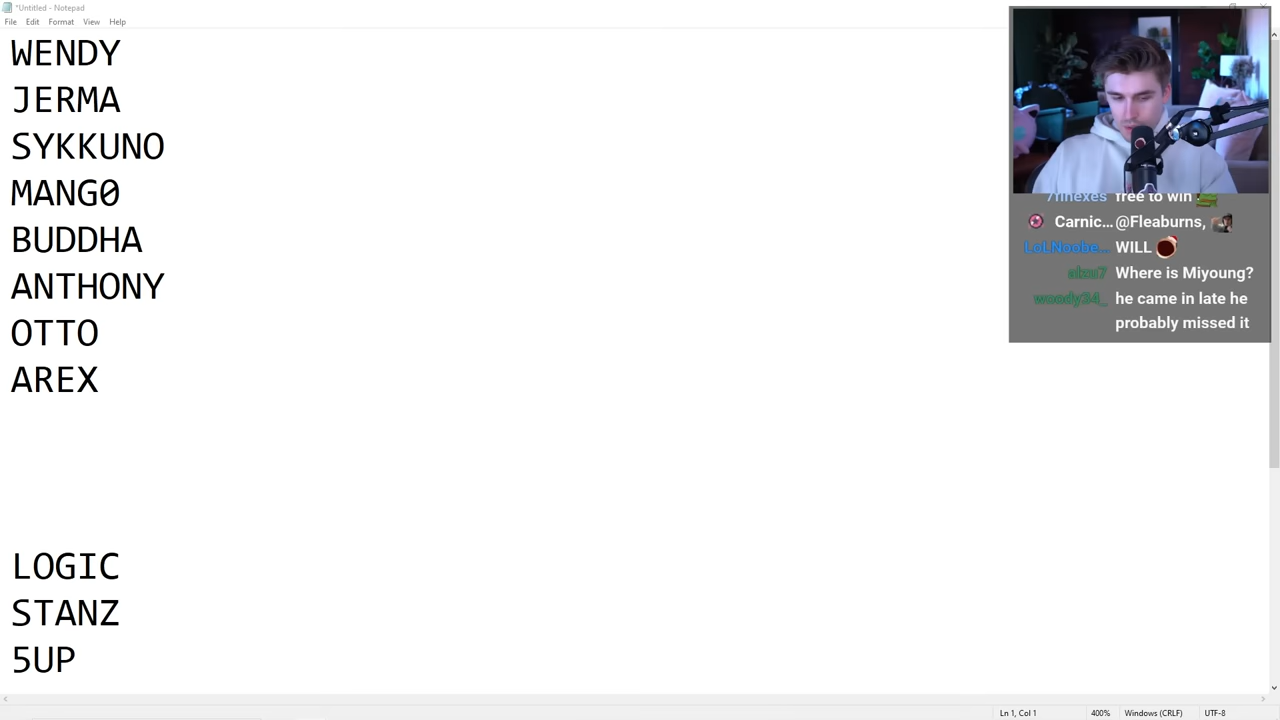 *Untitled - Notepad
File Edit Format View Help
WENDY
JERMA
SYKKUNO
MANG0
BUDDHA
ANTHONY
OTTO
AREX
LOGIC
STANZ
5UP
7finexes free to win
Carnic... @Fleaburns,
LoLNoobe... WILL
Where is Miyoung?
woody34_ he came in late he
probably missed it
Ln 1, Col 1 400% Windows (CRLF) UTF-8